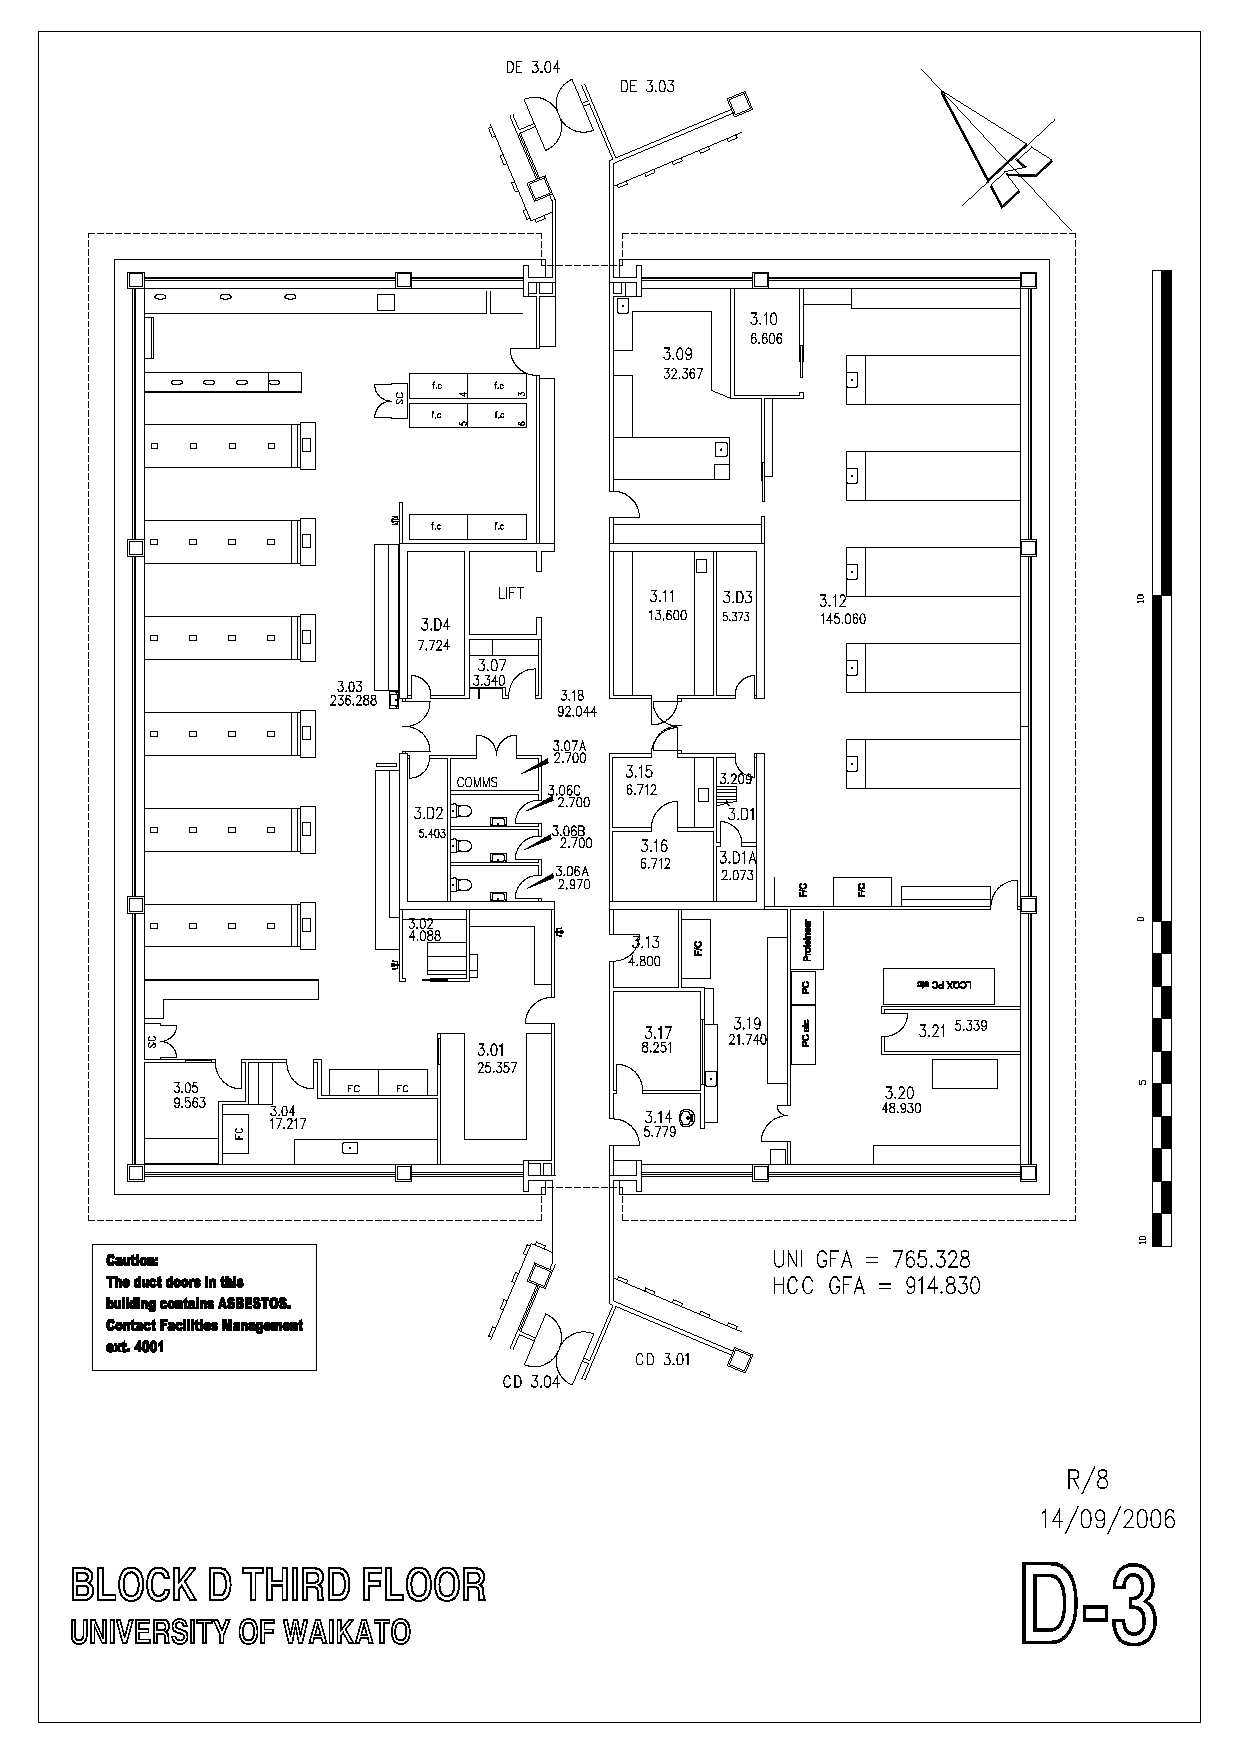 DE 3.04
DE 3.03
N
3.10
6.606
3.09
32.367
f.c
4
f.c
3
SC
f.c
5
f.c
6
f.c
f.c
LIFT
3.11
13.600
3.D3
5.373
3.12
145.060
10
3.D4
7.724
3.07
3.340
3.03
236.288
3.18
92.044
3.07A
2.700
COMMS
3.15
6.712
3.209
3.06C
2.700
3.D2
5.403
3.D1
3.06B
2.700
3.16
6.712
3.D1A
2.073
3.06A
2.970
F/C
F/C
0
3.02
4.088
3.13
4.800
F/C
Proteineer
PC
LCQX PC etc
SC
3.01
25.357
3.17
8.251
3.19
21.740
PC etc
3.21
5.339
3.05
9.563
FC
FC
3.04
17.217
FC
3.14
5.779
3.20
48.930
5
10
UNI GFA = 765.328
HCC GFA = 914.830
Caution:
The duct doors in this
building contains ASBESTOS.
Contact Facilities Management
ext. 4001
CD 3.01
CD 3.04
R/8
14/09/2006
BLOCK D THIRD FLOOR
UNIVERSITY OF WAIKATO
D-3